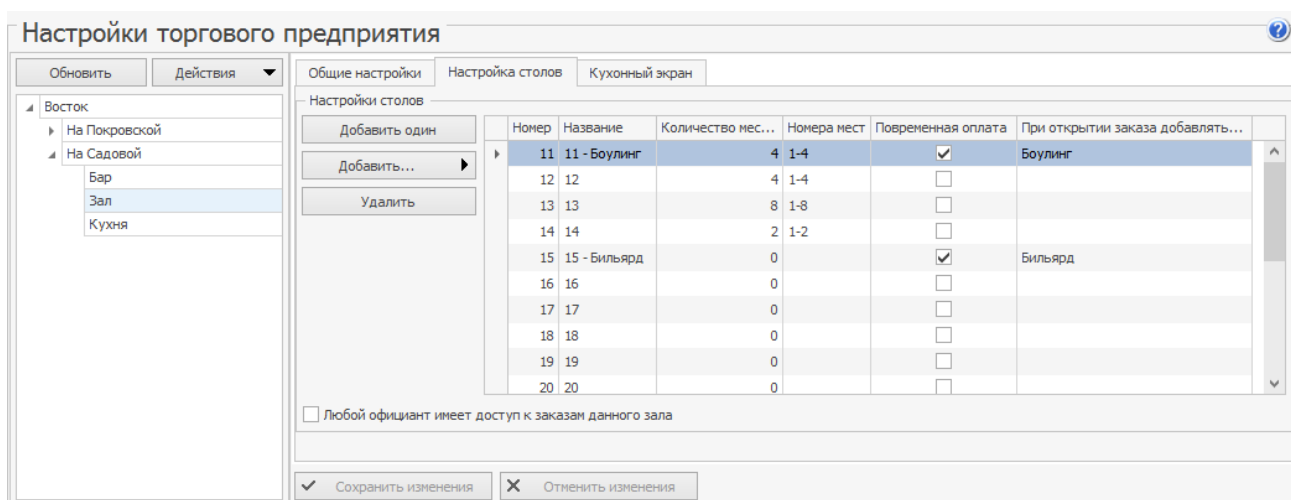 Настройки торгового предприятия
Обновить Действия
Восток
На Покровской
На Садовой
Бар
Зал
Кухня
Общие настройки Настройка столов Кухонный экран
Настройки столов
Добавить один
Добавить...
Удалить
Номер Название Количество мес... Номера мест Повременная оплата При открытии заказа добавлять...
11 11 - Боулинг 4 1-4 Боулинг
12 12 4 1-4
13 13 8 1-8
14 14 2 1-2
15 15 - Бильярд 0 Бильярд
16 16 0
17 17 0
18 18 0
19 19 0
20 20 0
Любой официант имеет доступ к заказам данного зала
Сохранить изменения Отменить изменения